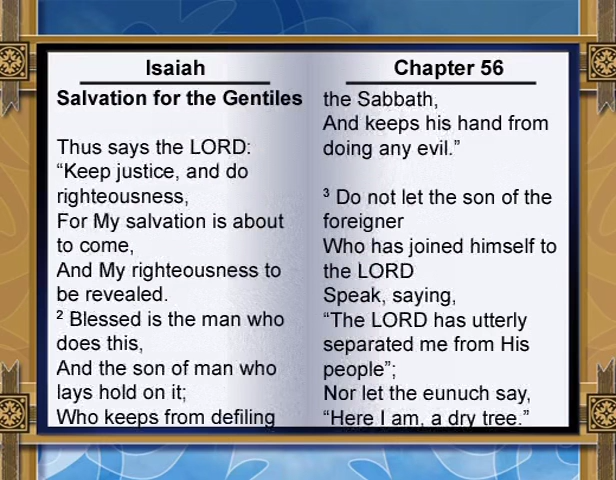 Isaiah
Salvation for the Gentiles
Thus says the LORD:
“Keep justice, and do
righteousness,
For My salvation is about
to come,
And My righteousness to
be revealed.
² Blessed is the man who
does this,
And the son of man who
lays hold on it;
Who keeps from defiling
Chapter 56
the Sabbath,
And keeps his hand from
doing any evil.”
³ Do not let the son of the
foreigner
Who has joined himself to
the LORD
Speak, saying,
“The LORD has utterly
separated me from His
people”;
Nor let the eunuch say,
“Here I am, a dry tree.”